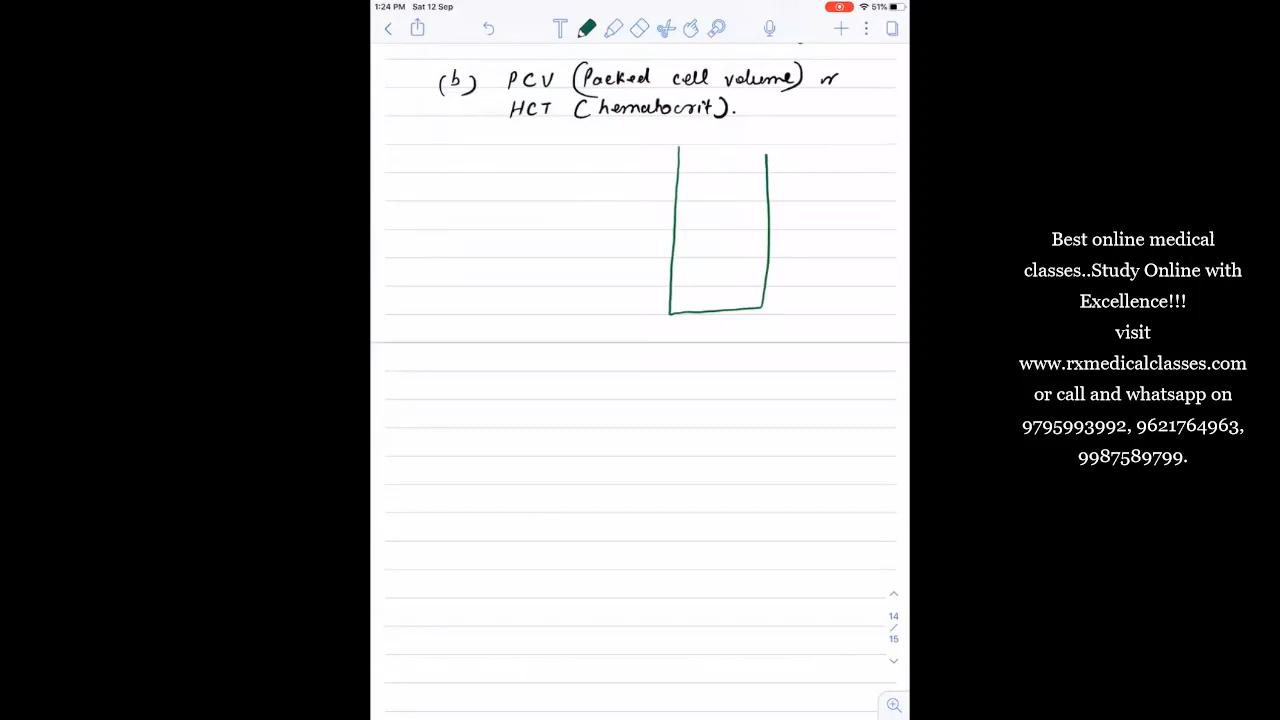 1:24 PM Sat 12 Sep
51%
(b) PCV (Packed cell volume) or
HCT (hematocrit).
Best online medical
classes..Study Online with
Excellence!!!
visit
www.rxmedicalclasses.com
or call and whatsapp on
9795993992, 9621764963,
9987589799.
14
/
15